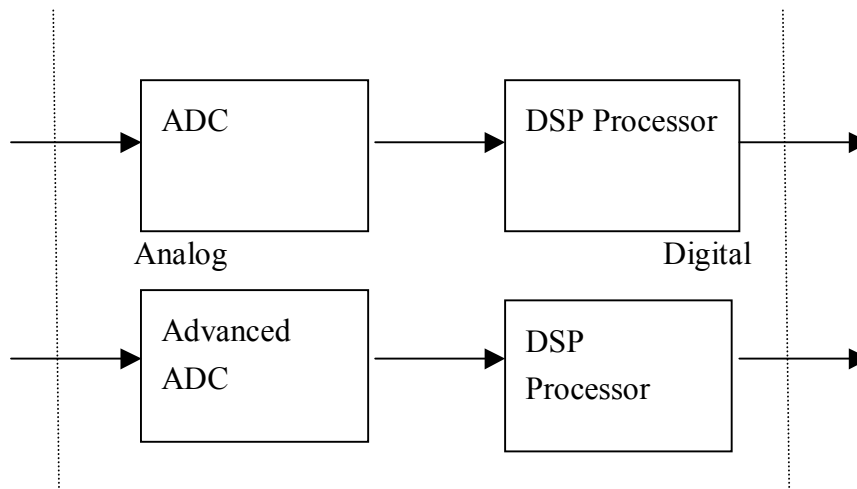 ADC
DSP Processor
Analog
Digital
Advanced
ADC
DSP
Processor